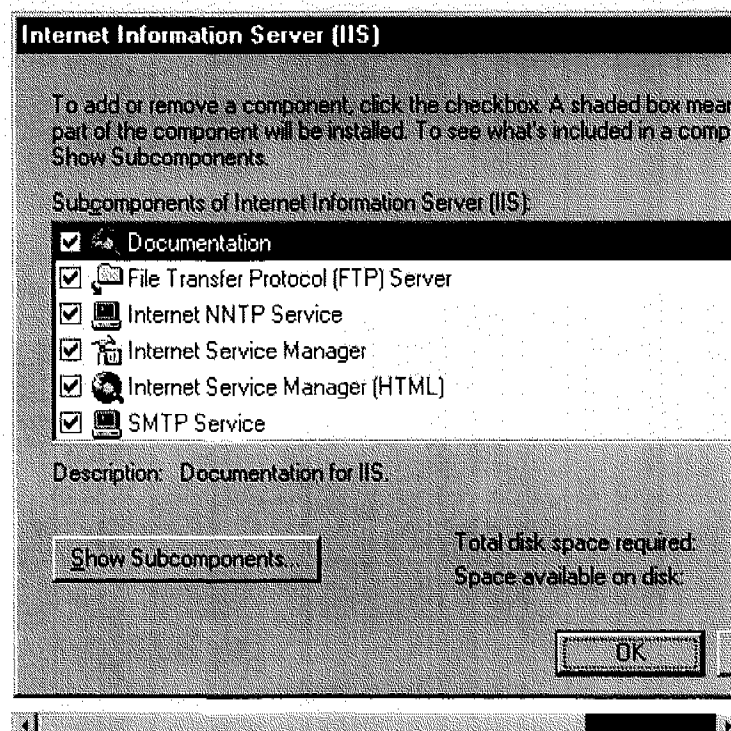 Internet Information Server (IIS)
To add or remove a component, click the checkbox. A shaded box mear
part of the component will be installed. To see what's included in a comp
Show Subcomponents.
Subcomponents of Internet Information Server (IIS):
Documentation
File Transfer Protocol (FTP) Server
Internet NNTP Service
Internet Service Manager
Internet Service Manager (HTML)
SMTP Service
Description: Documentation for IIS.
Total disk space required:
Show Subcomponents...
Space available on disk:
OK